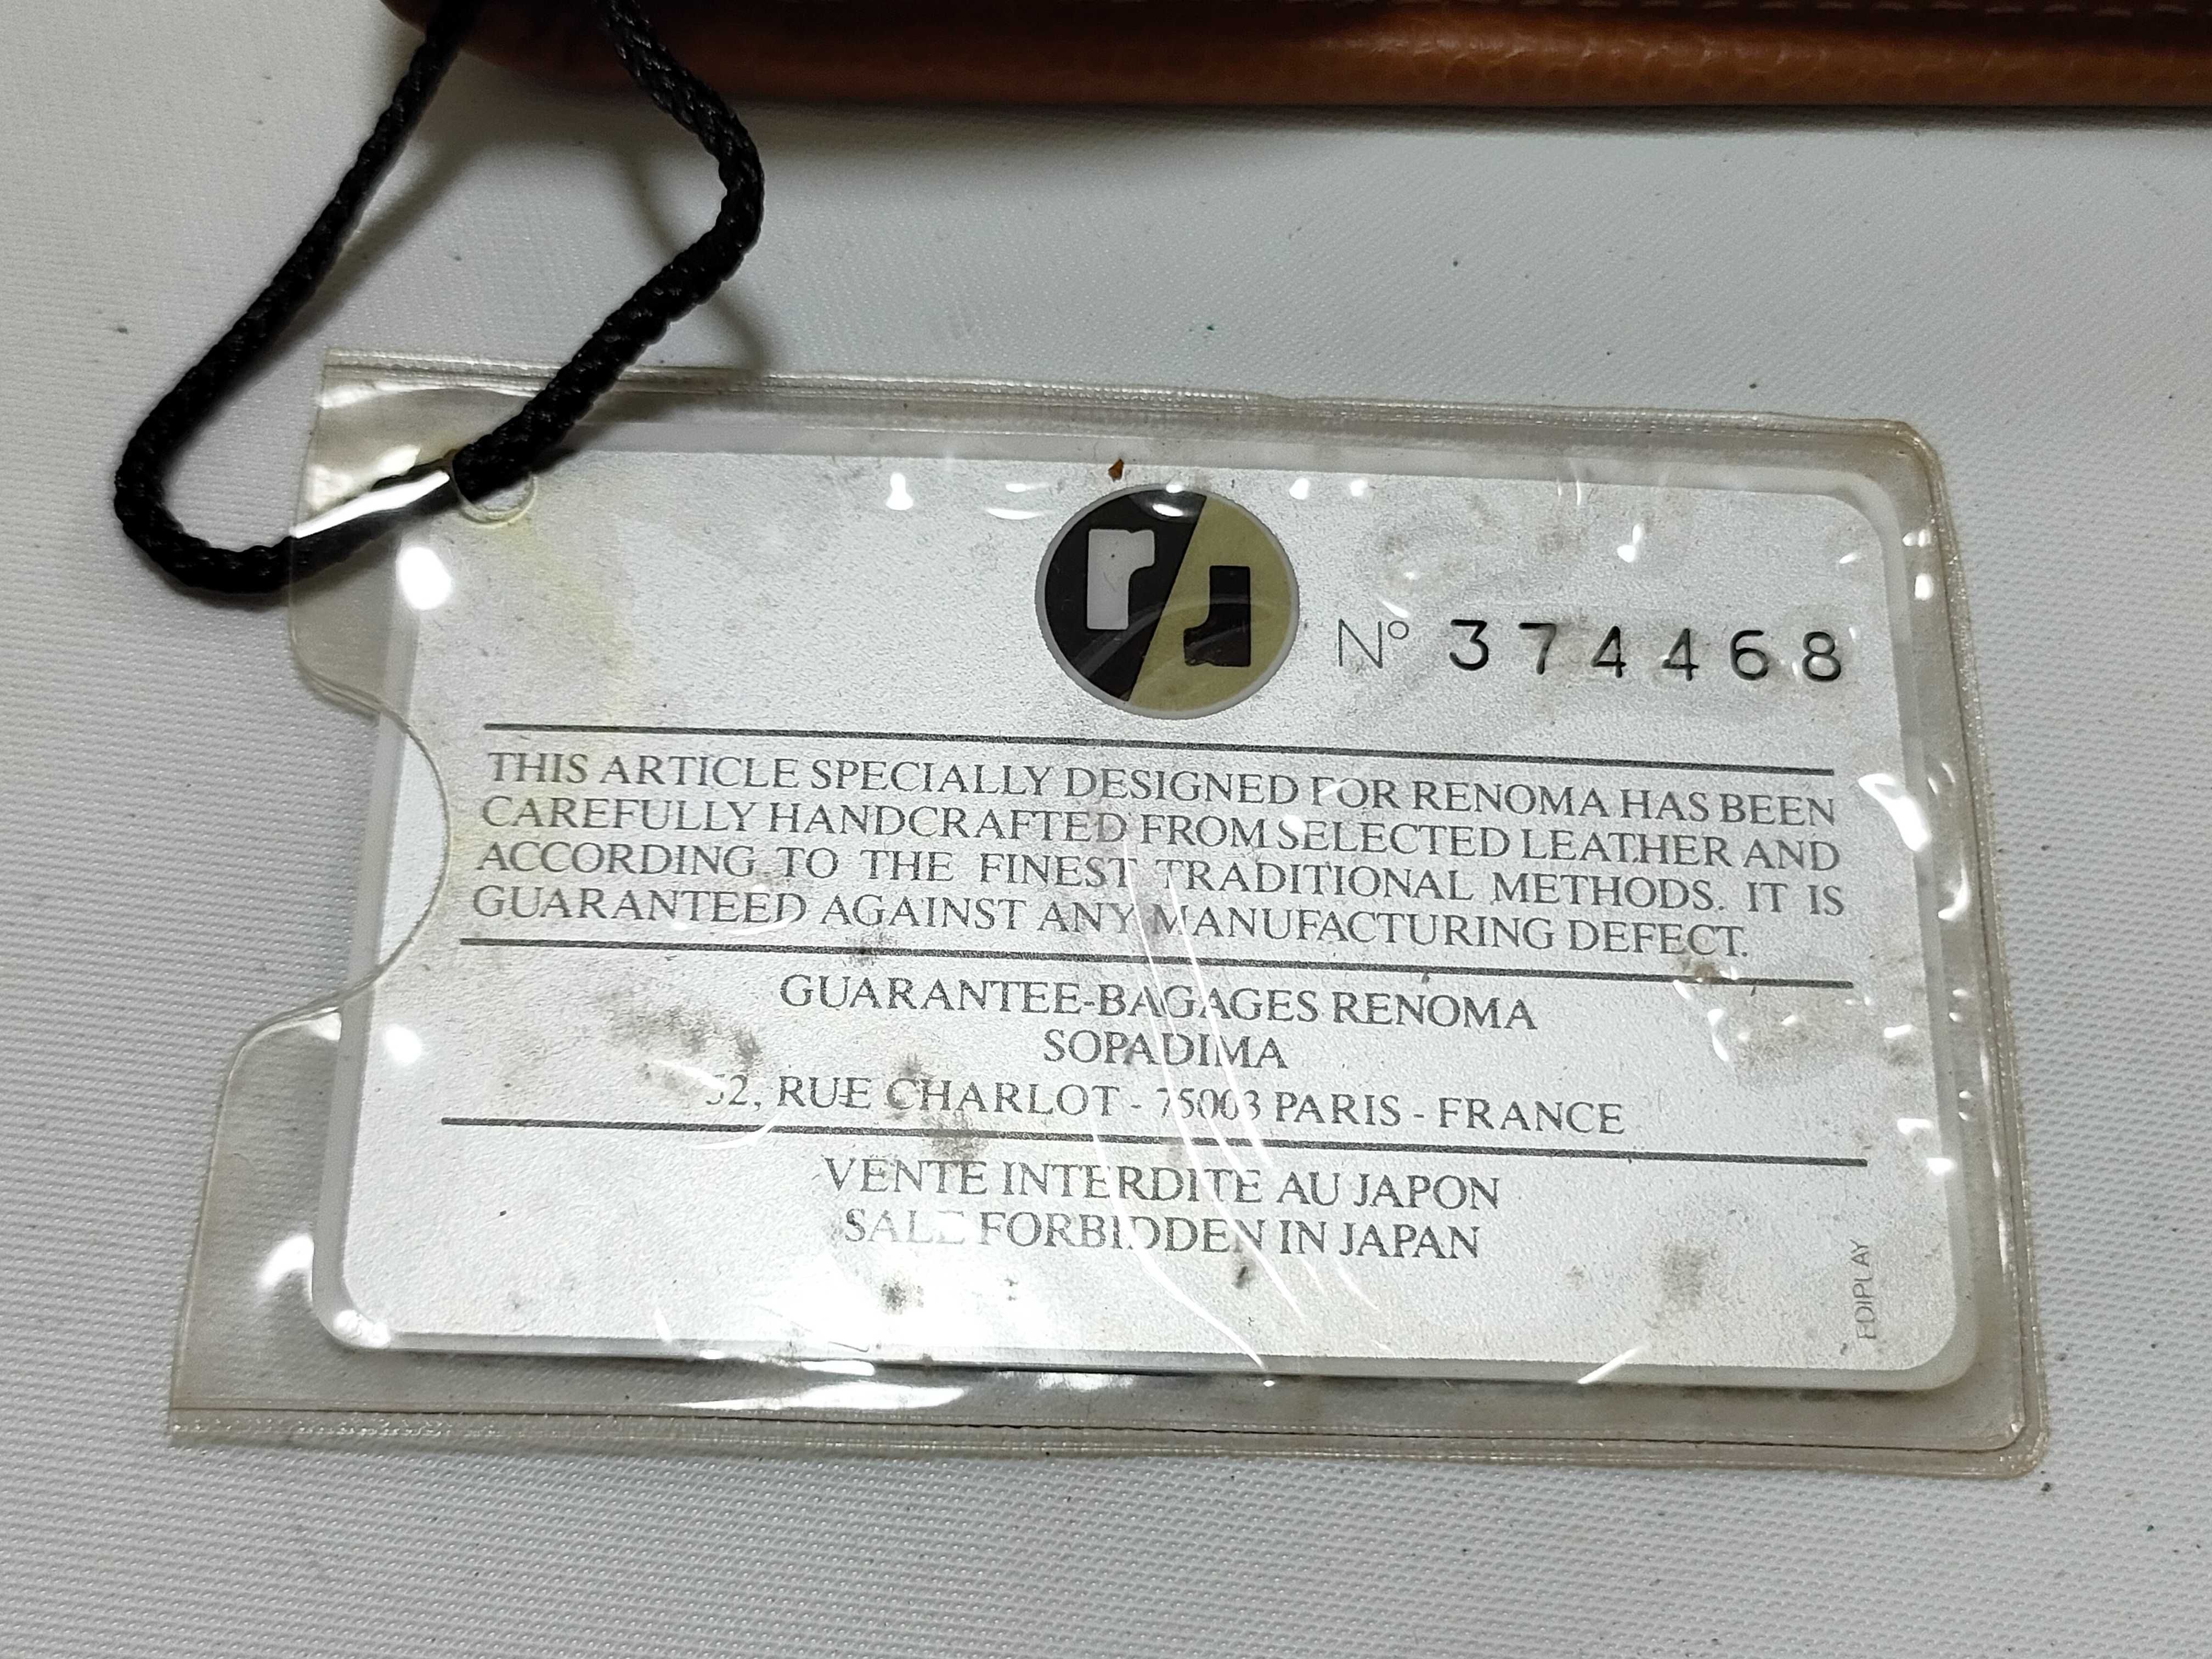 N° 374468
THIS ARTICLE SPECIALLY DESIGNED FOR RENOMA HAS BEEN
CAREFULLY HANDCRAFTED FROM SELECTED LEATHER AND
ACCORDING TO THE FINEST TRADITIONAL METHODS. IT IS
GUARANTEED AGAINST ANY MANUFACTURING DEFECT.
GUARANTEE-BAGAGES RENOMA
SOPADIMA
52, RUE CHARLOT - 75003 PARIS - FRANCE
VENTE INTERDITE AU JAPON
SALE FORBIDDEN IN JAPAN
EDIPLAY